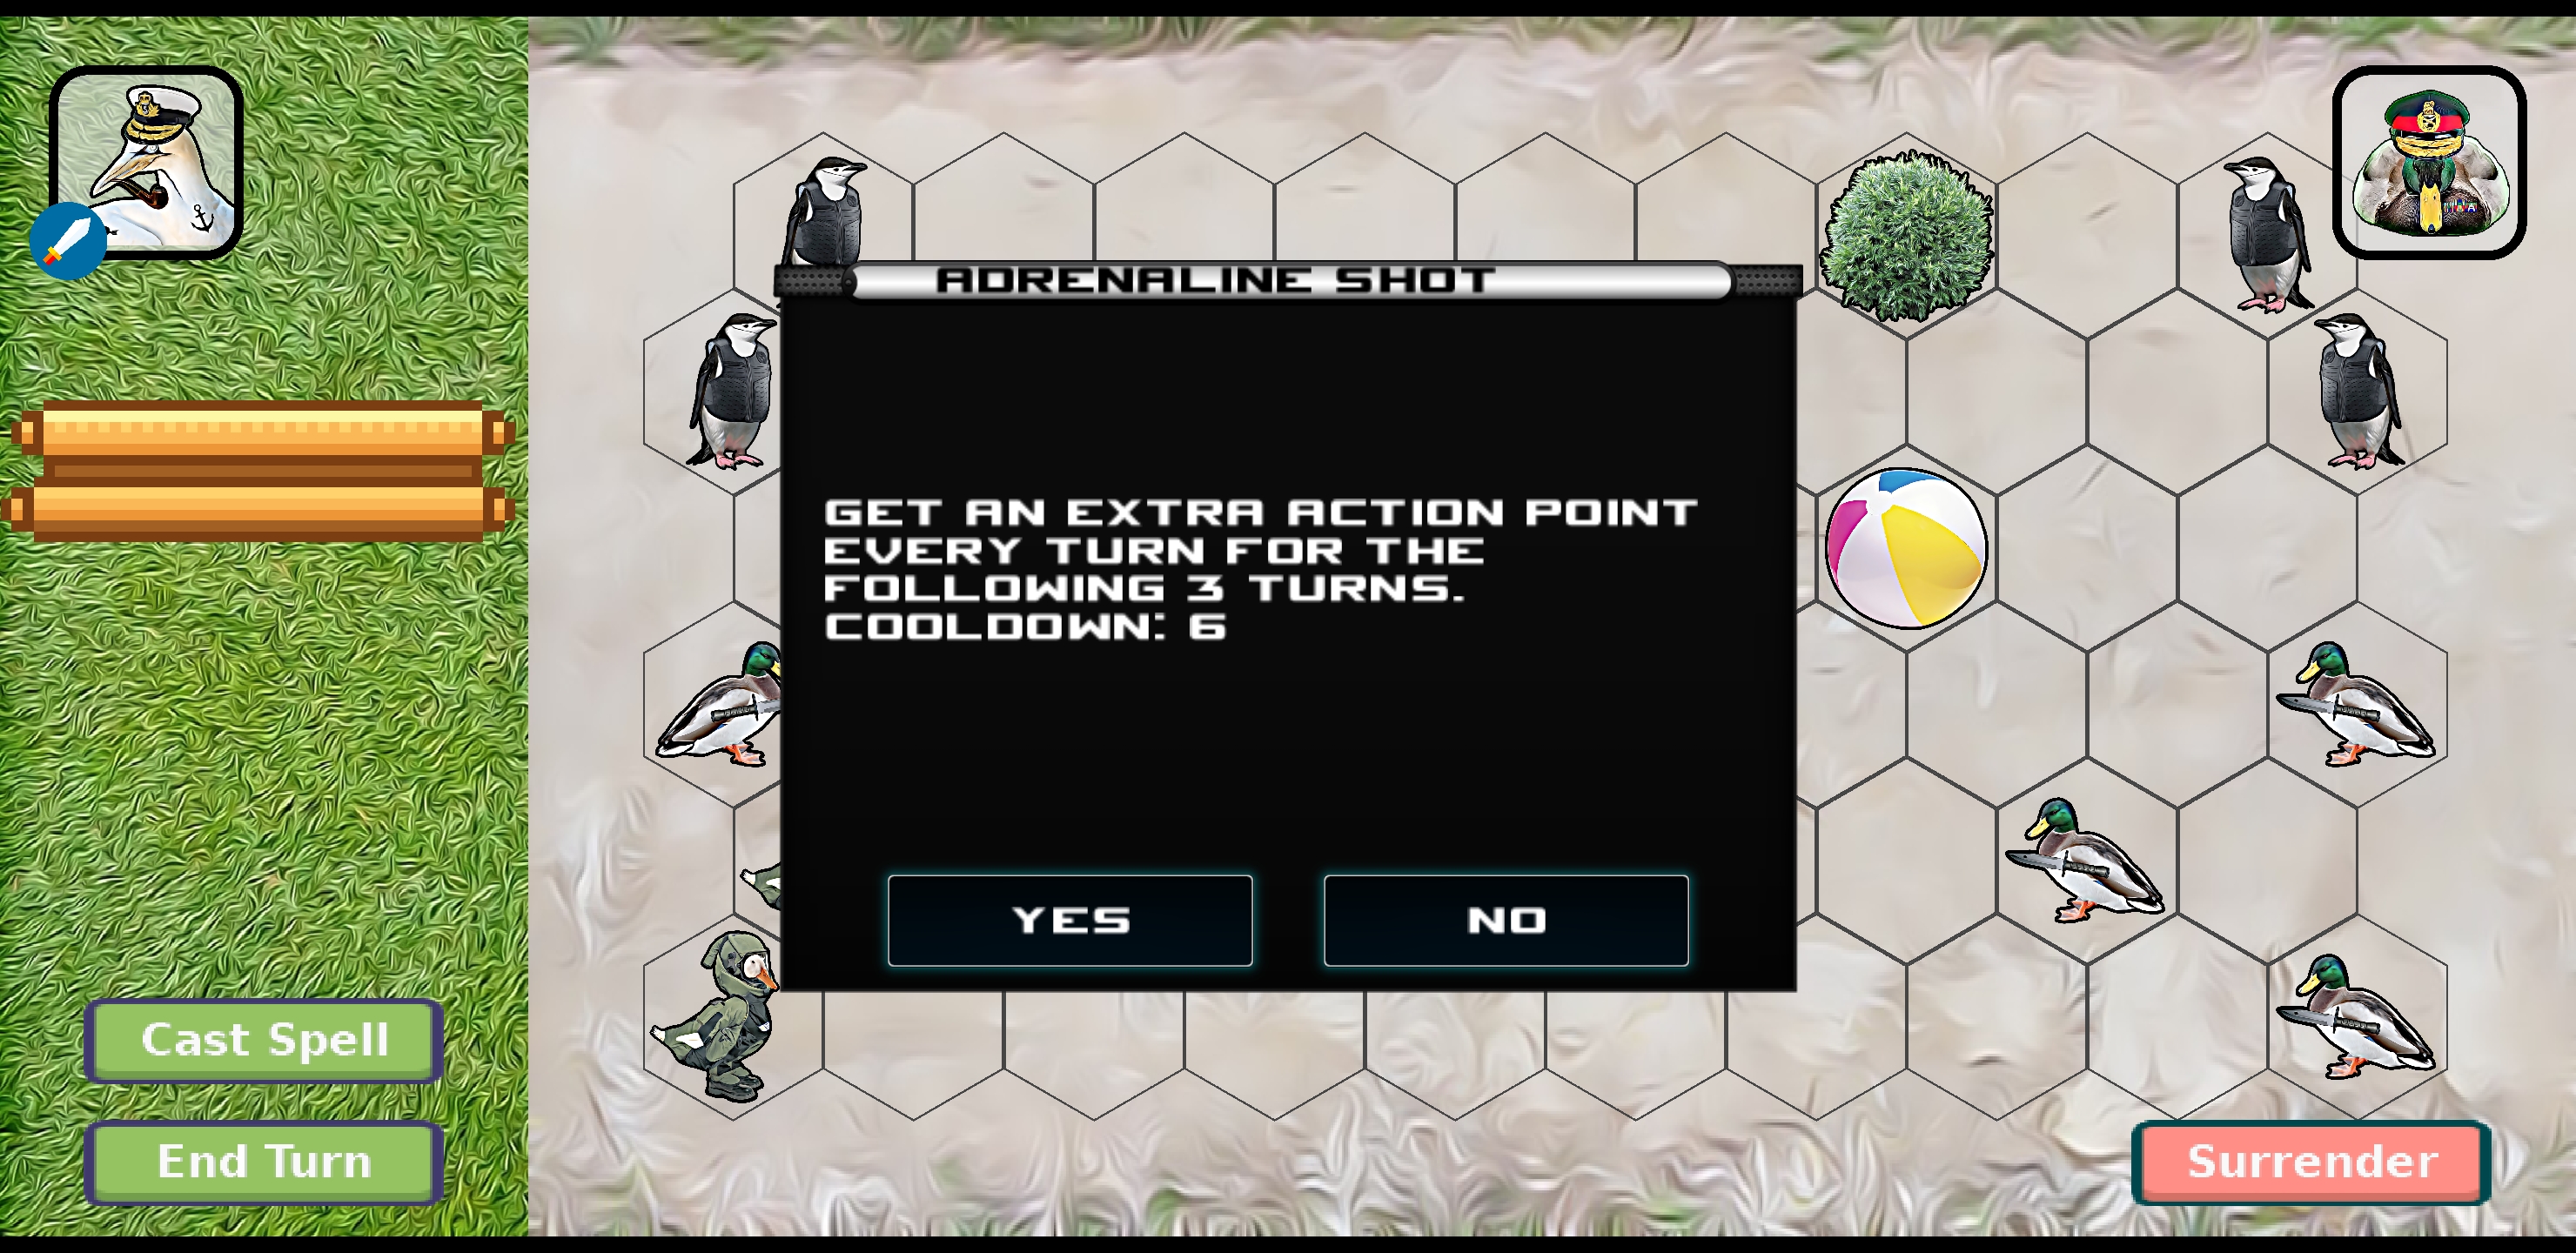 ADRENALINE SHOT
GET AN EXTRA ACTION POINT
EVERY TURN FOR THE
FOLLOWING 3 TURNS.
COOLDOWN: 6
YES
NO
Cast Spell
End Turn
Surrender